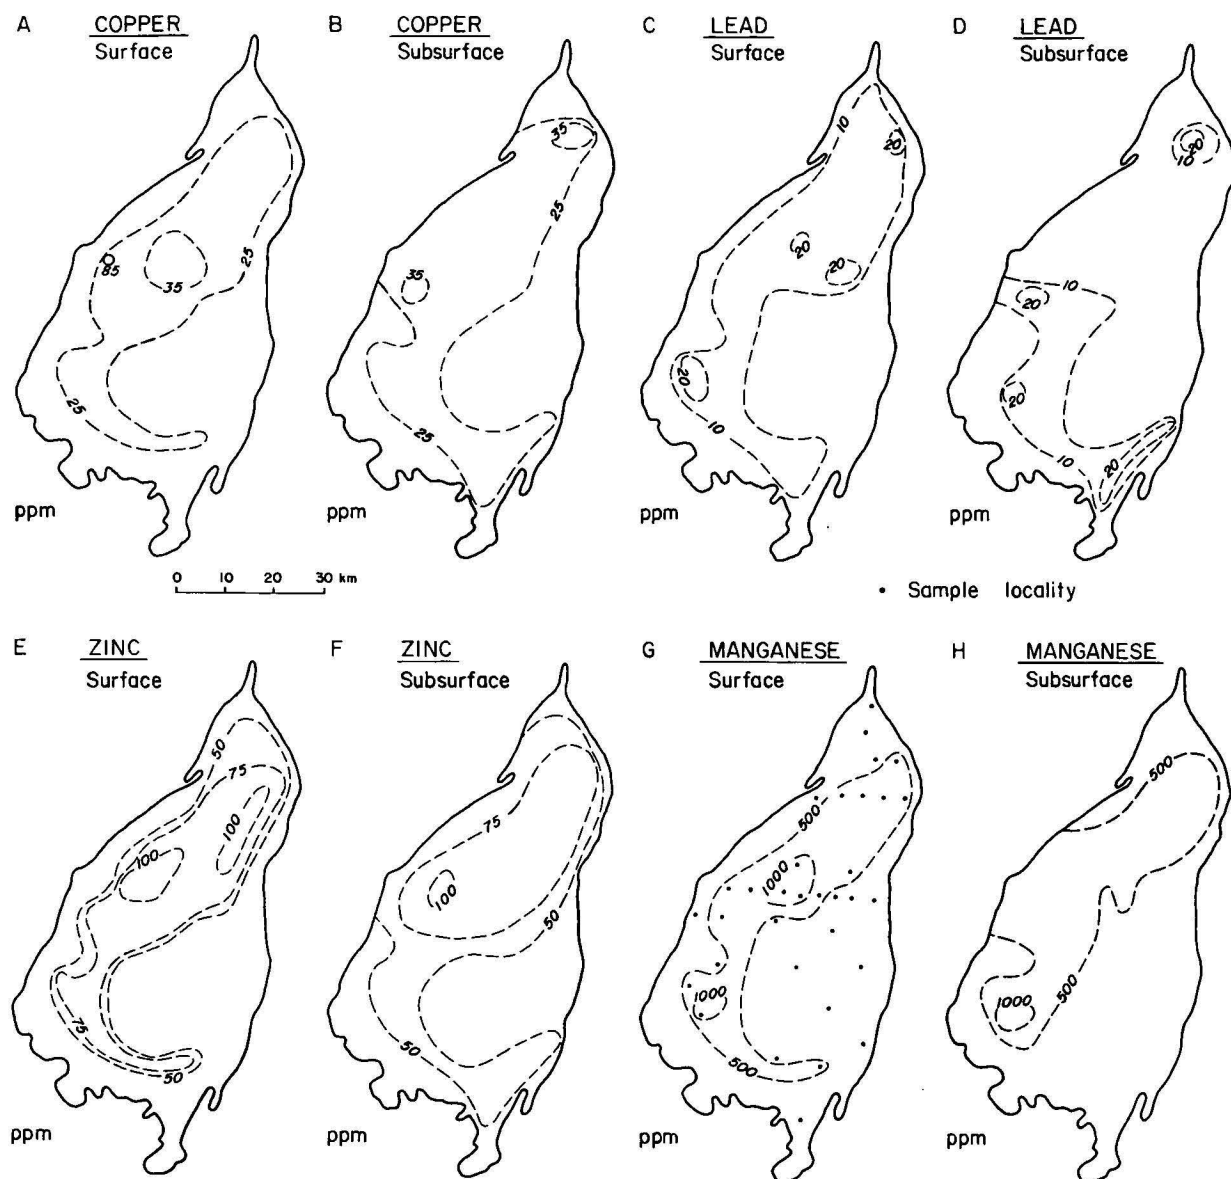 A COPPER
Surface
B COPPER
Subsurface
C LEAD
Surface
D LEAD
Subsurface
25
85
35
25
ppm
35
25
35
25
ppm
10
20
20
20
20
10
ppm
20
10
10
20
20
10
20
ppm
0 10 20 30 km
• Sample locality
E ZINC
Surface
F ZINC
Subsurface
G MANGANESE
Surface
H MANGANESE
Subsurface
50
75
100
100
75
50
ppm
75
100
50
50
ppm
500
1000
1000
500
ppm
500
1000
500
ppm